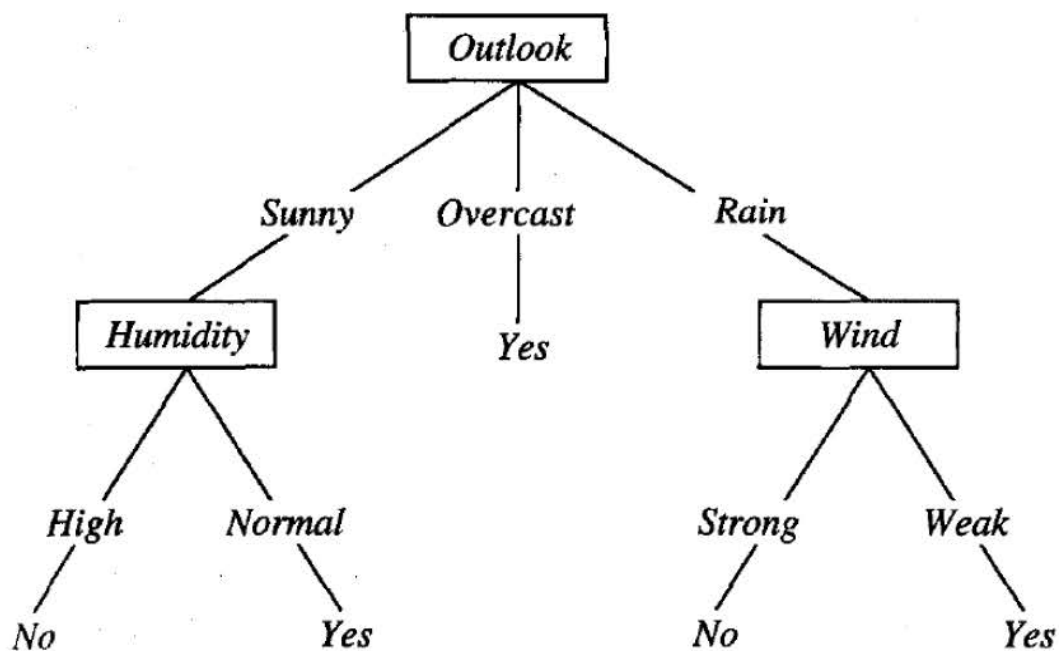 Outlook
Sunny Overcast Rain
Humidity Yes Wind
High Normal Strong Weak
No Yes No Yes